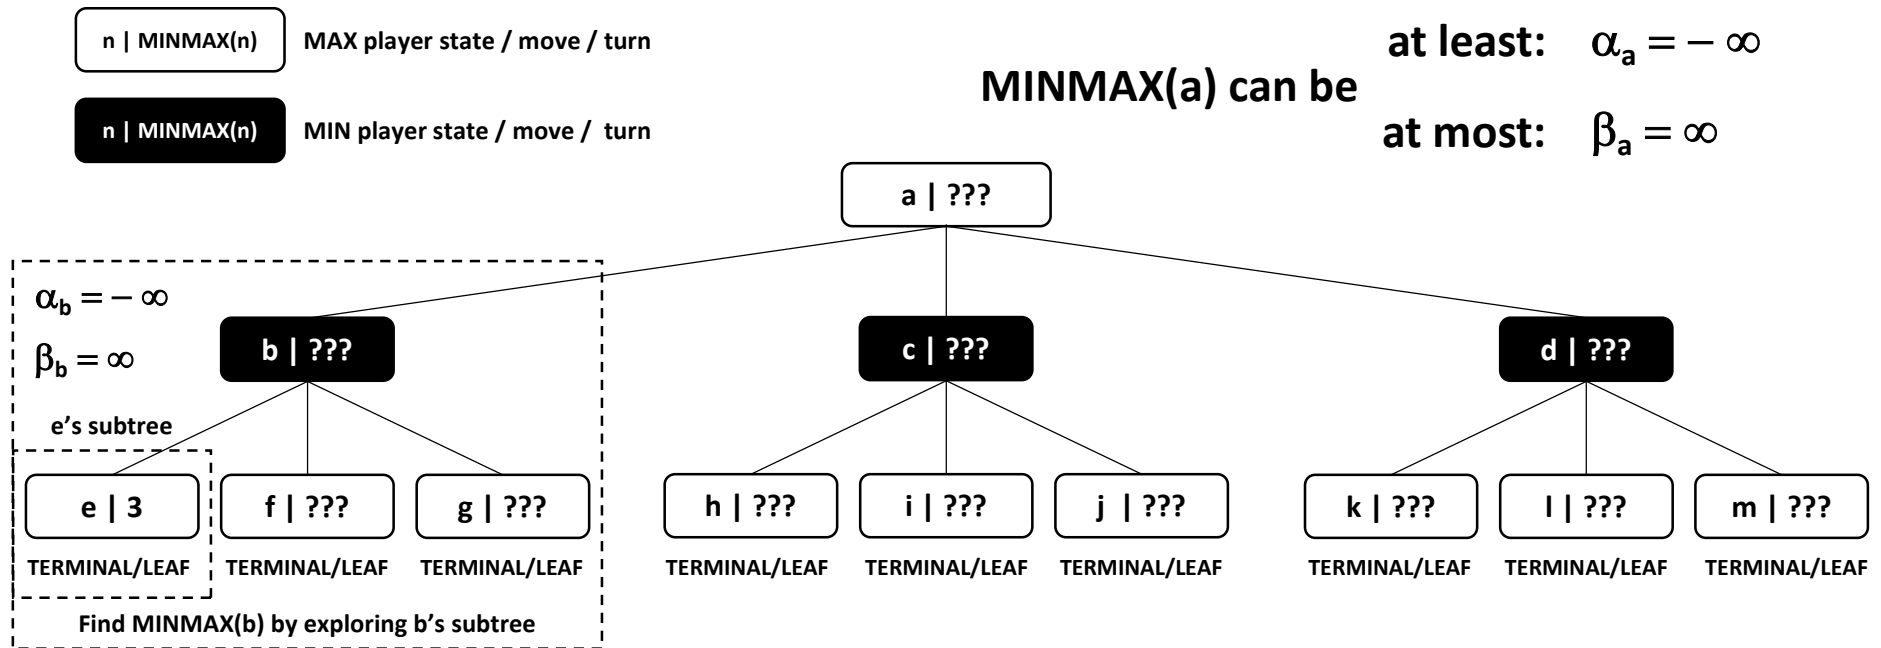 n | MINMAX(n) MAX player state / move / turn
n | MINMAX(n) MIN player state / move / turn
MINMAX(a) can be
at least: αa = − ∞
at most: βa = ∞
a | ???
αb = − ∞
βb = ∞
b | ??? c | ??? d | ???
e's subtree
e | 3 f | ??? g | ??? h | ??? i | ??? j | ??? k | ??? l | ??? m | ???
TERMINAL/LEAF TERMINAL/LEAF TERMINAL/LEAF TERMINAL/LEAF TERMINAL/LEAF TERMINAL/LEAF TERMINAL/LEAF TERMINAL/LEAF TERMINAL/LEAF
Find MINMAX(b) by exploring b's subtree